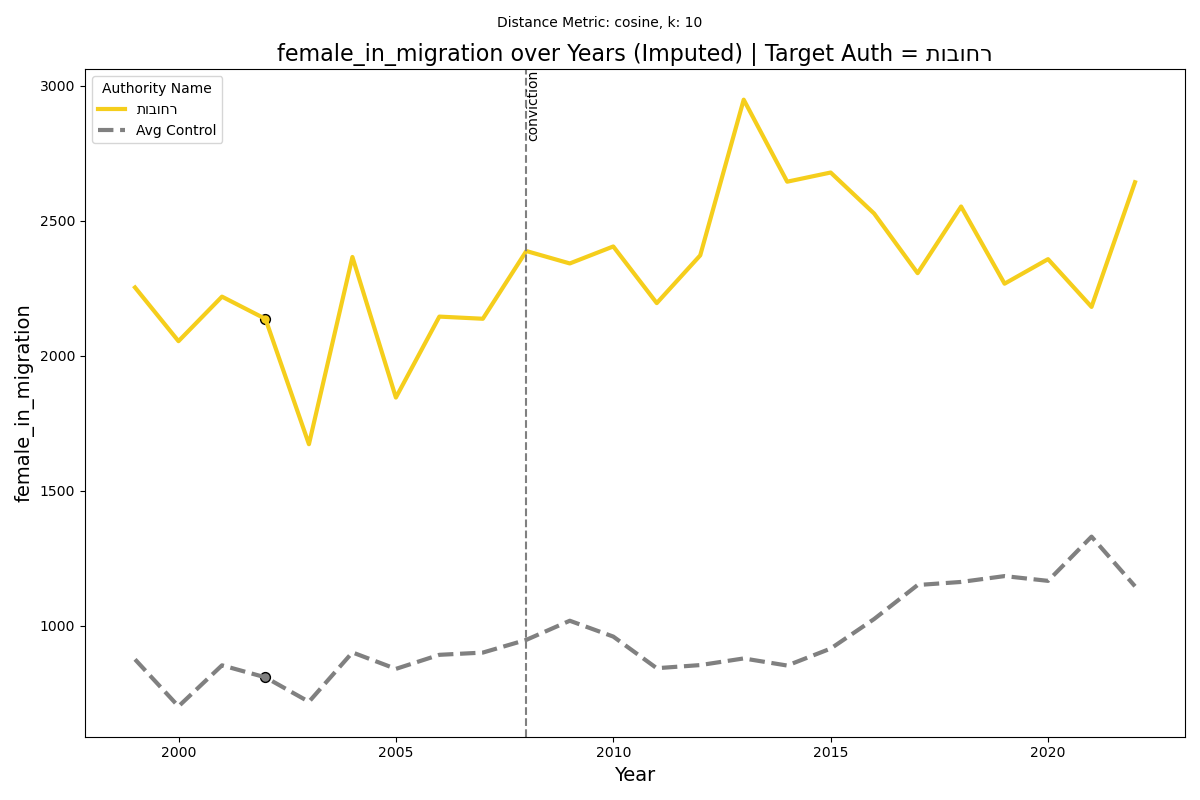 Distance Metric: cosine, k: 10
female_in_migration over Years (Imputed) | Target Auth = רחובות
Authority Name
רחובות
Avg Control
conviction
3000
2500
2000
1500
1000
female_in_migration
2000
2005
2010
2015
2020
Year